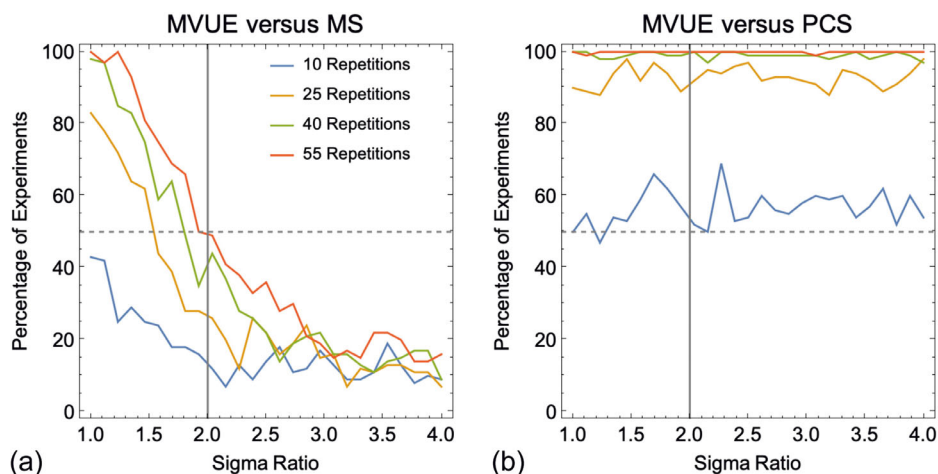 MVUE versus MS
MVUE versus PCS
Percentage of Experiments
100
80
60
40
20
0
10 Repetitions
25 Repetitions
40 Repetitions
55 Repetitions
1.0 1.5 2.0 2.5 3.0 3.5 4.0
Sigma Ratio
(a)
Percentage of Experiments
100
80
60
40
20
0
1.0 1.5 2.0 2.5 3.0 3.5 4.0
Sigma Ratio
(b)